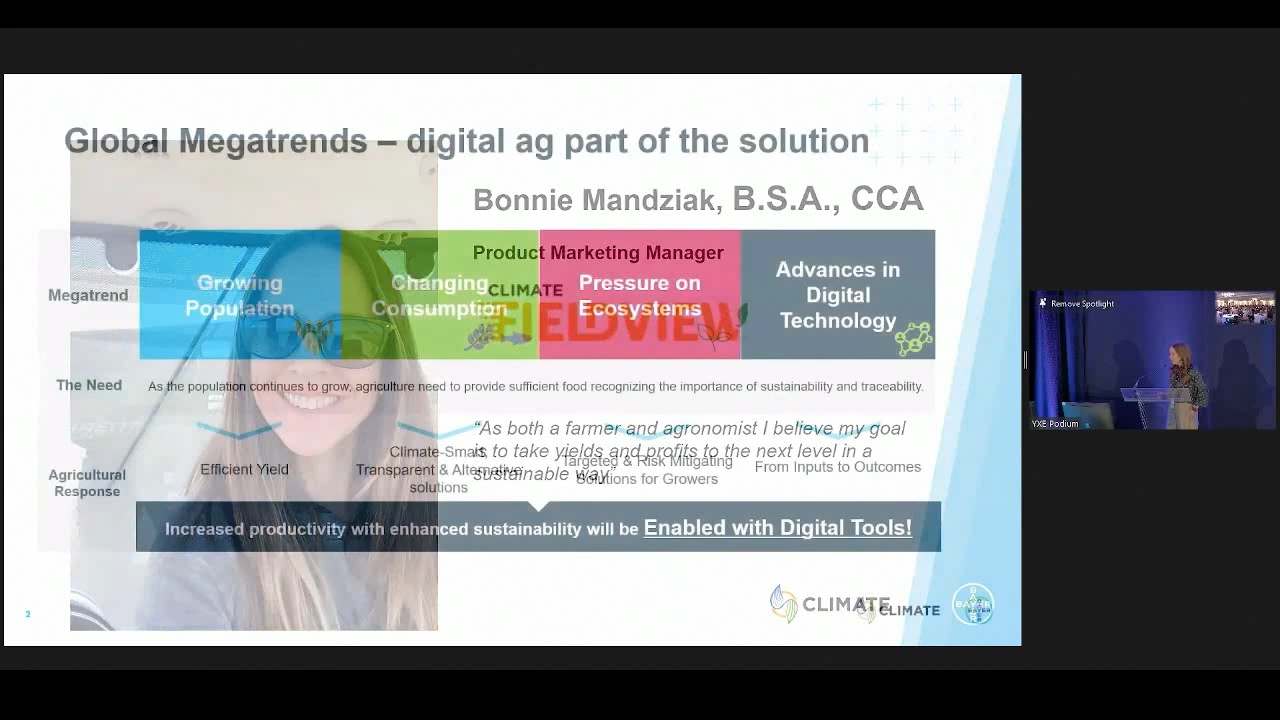 Global Megatrends – digital ag part of the solution
Bonnie Mandziak, B.S.A., CCA
Product Marketing Manager
CLIMATE
FIELDVIEW
Megatrend
Growing
Population
Changing
Consumption
Pressure on
Ecosystems
Advances in
Digital
Technology
The Need
As the population continues to grow, agriculture need to provide sufficient food recognizing the importance of sustainability and traceability.
“As both a farmer and agronomist I believe my goal
is to take yields and profits to the next level in a
sustainable way”
Agricultural
Response
Efficient Yield
Climate-Smart,
Transparent & Alternative
solutions
Targeted & Risk Mitigating
Solutions for Growers
From Inputs to Outcomes
Increased productivity with enhanced sustainability will be Enabled with Digital Tools!
2
CLIMATE
CLIMATE
BAYER
BAYER
Remove Spotlight
YXE Podium